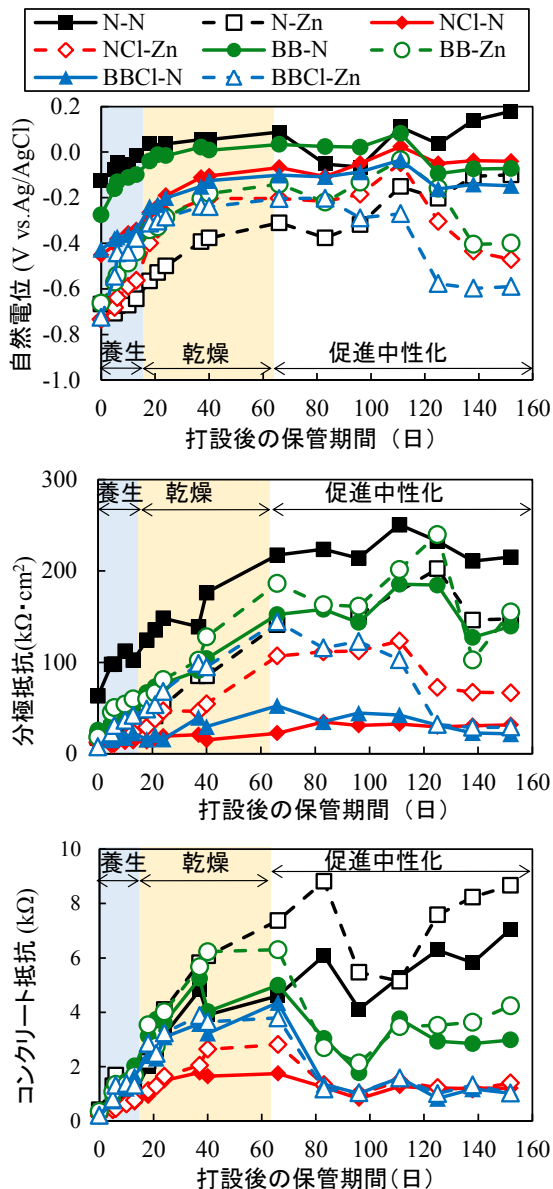 N-N N-Zn NCl-N
NCl-Zn BB-N BB-Zn
BBCl-N BBCl-Zn
自然電位 (V vs.Ag/AgCl)
0.2
0.0
-0.2
-0.4
-0.6
-0.8
-1.0
養生 乾燥 促進中性化
0 20 40 60 80 100 120 140 160
打設後の保管期間（日）
分極抵抗(kΩ・cm²)
300
200
100
0
養生 乾燥 促進中性化
0 20 40 60 80 100 120 140 160
打設後の保管期間（日）
コンクリート抵抗 (kΩ)
10
8
6
4
2
0
養生 乾燥 促進中性化
0 20 40 60 80 100 120 140 160
打設後の保管期間(日)